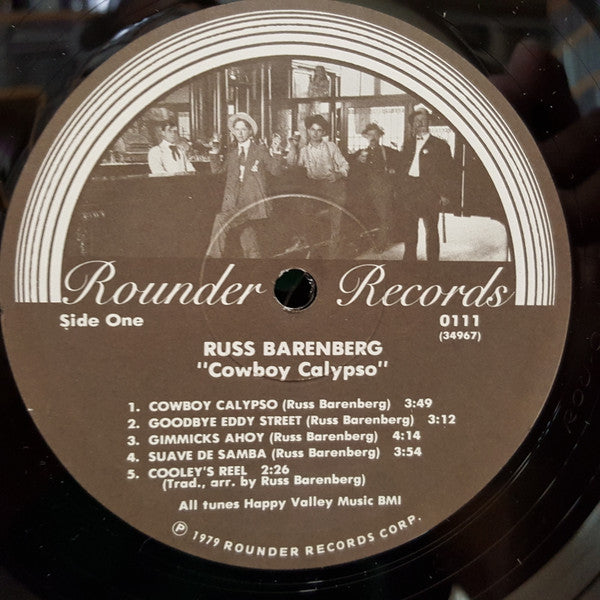 Rounder Records
Side One
0111
(34967)
RUSS BARENBERG
"Cowboy Calypso"
1. COWBOY CALYPSO (Russ Barenberg) 3:49
2. GOODBYE EDDY STREET (Russ Barenberg) 3:12
3. GIMMICKS AHOY (Russ Barenberg) 4:14
4. SUAVE DE SAMBA (Russ Barenberg) 3:54
5. COOLEY'S REEL 2:26
(Trad., arr. by Russ Barenberg)
All tunes Happy Valley Music BMI
℗ 1979 ROUNDER RECORDS CORP.